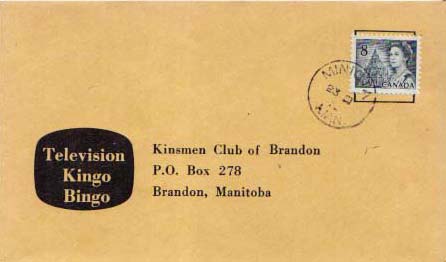 8
CANADA
Television
Kingo
Bingo
Kinsmen Club of Brandon
P.O. Box 278
Brandon, Manitoba